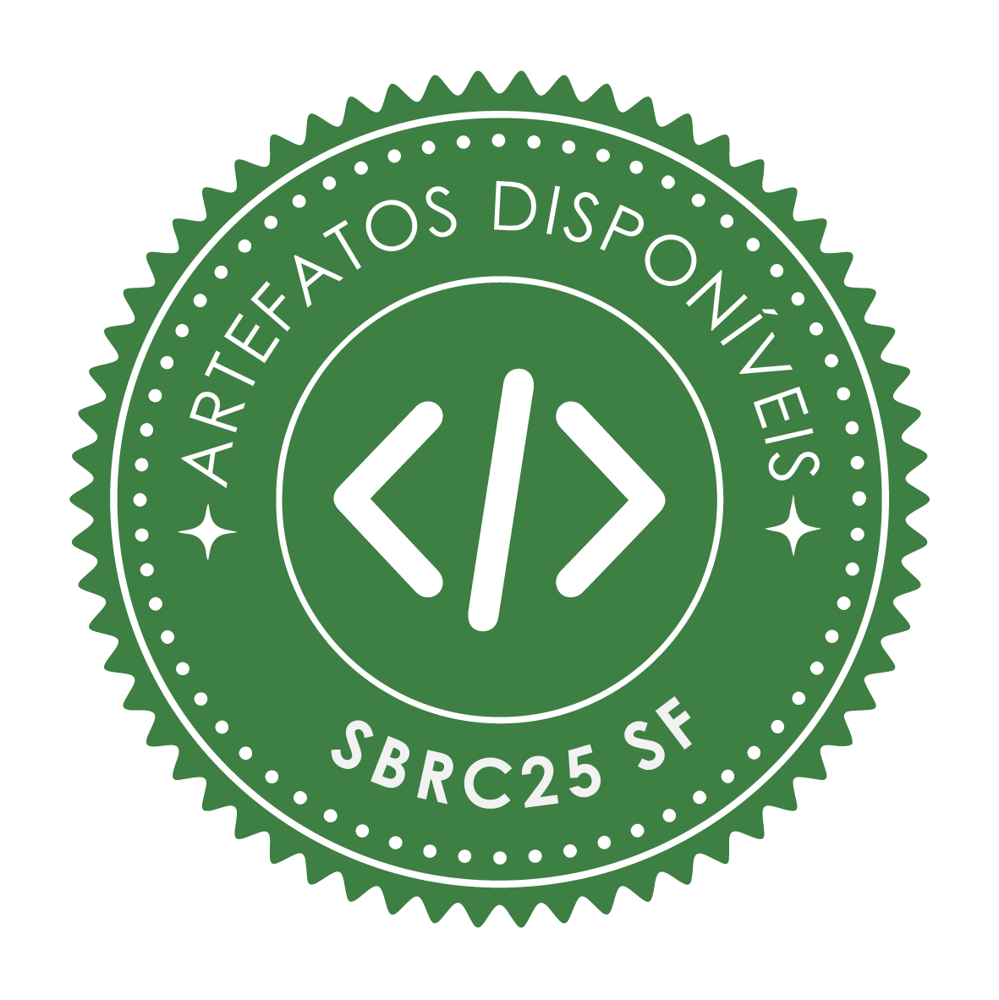 ARTEFATOS DISPONÍVEIS
</>
SBRC25 SF